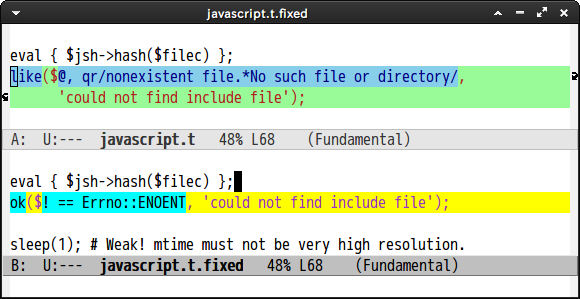 javascript.t.fixed
eval { $jsh->hash($filec) };
like($@, qr/nonexistent file.*No such file or directory/,
'could not find include file');
A: U:--- javascript.t 48% L68 (Fundamental)
eval { $jsh->hash($filec) };
ok($! == Errno::ENOENT, 'could not find include file');
sleep(1); # Weak! mtime must not be very high resolution.
B: U:--- javascript.t.fixed 48% L68 (Fundamental)